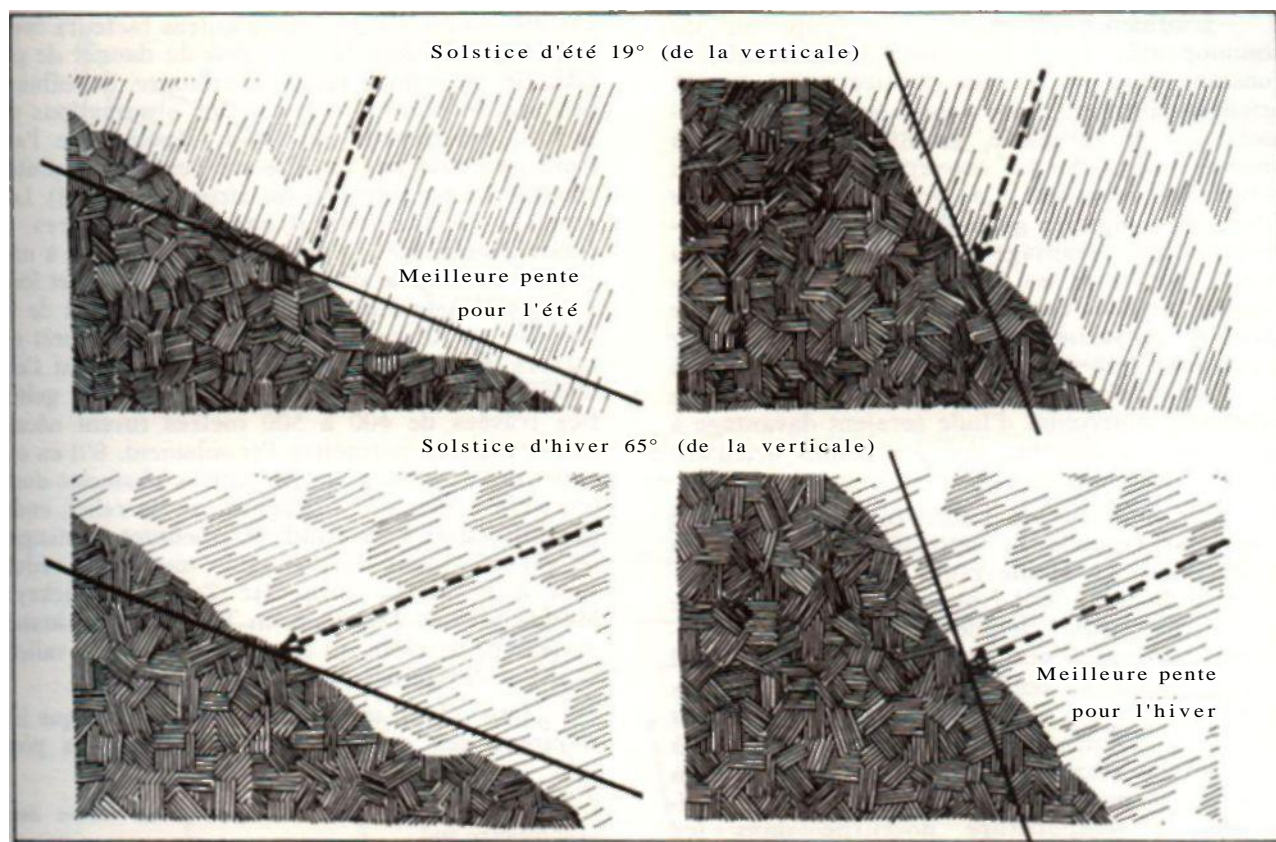 Solstice d'été 19° (de la verticale)
Meilleure pente
pour l'été
Solstice d'hiver 65° (de la verticale)
Meilleure pente
pour l'hiver